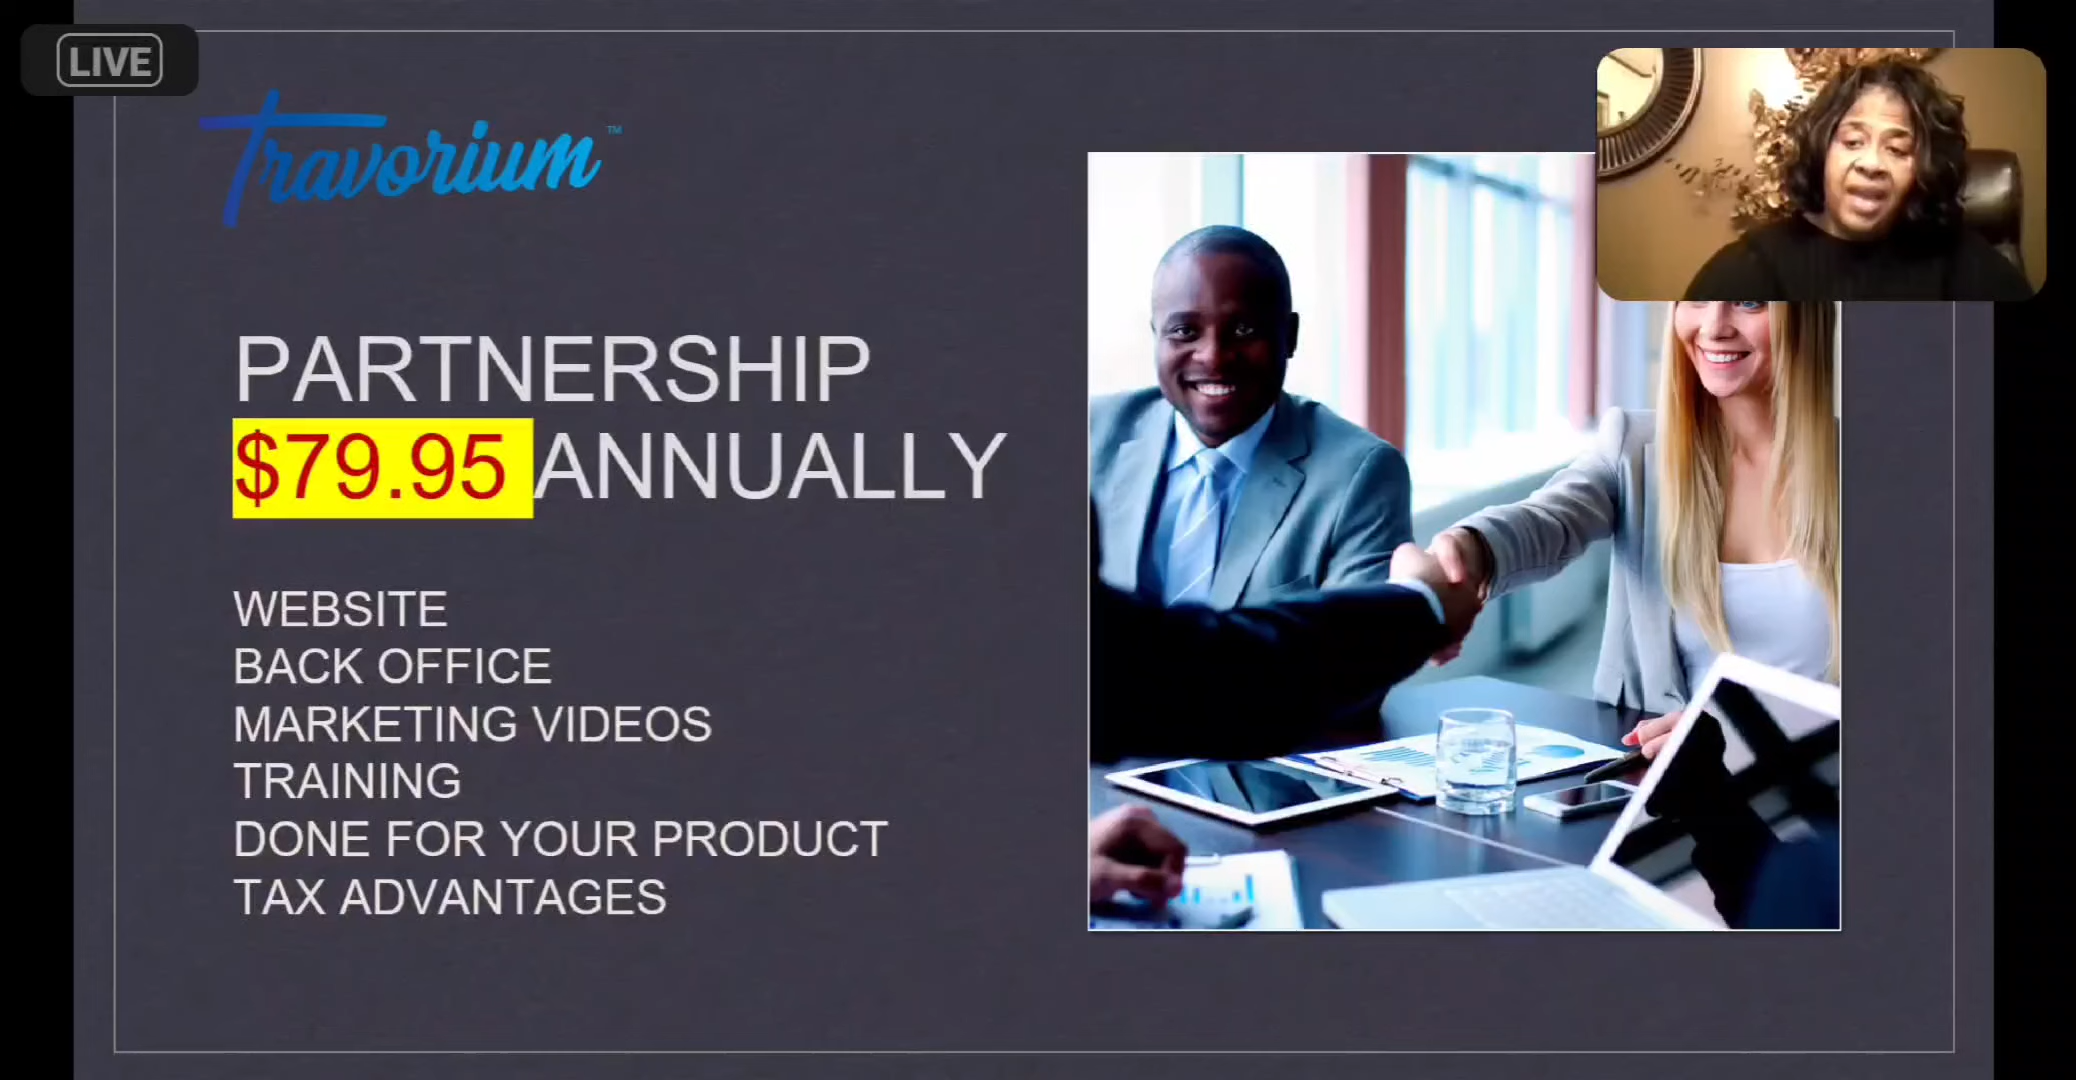 LIVE
Travorium™
PARTNERSHIP
$79.95 ANNUALLY
WEBSITE
BACK OFFICE
MARKETING VIDEOS
TRAINING
DONE FOR YOUR PRODUCT
TAX ADVANTAGES